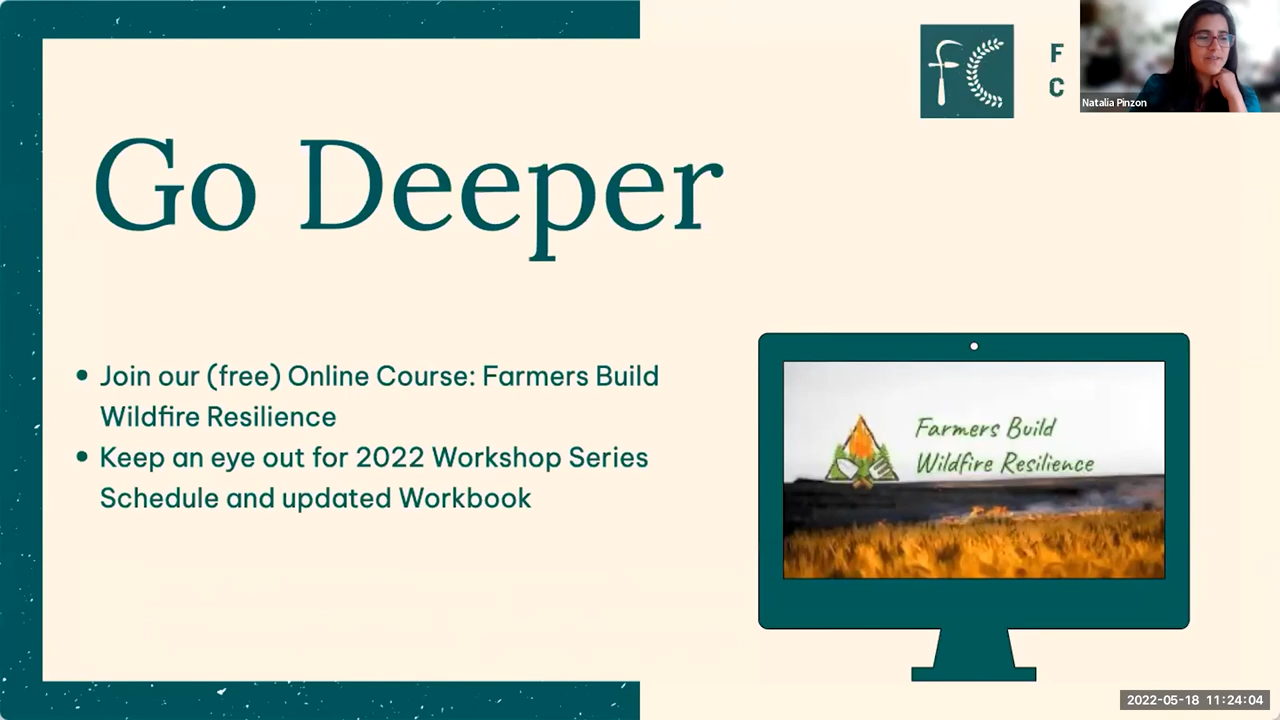 F
C
Natalia Pinzon
Go Deeper
• Join our (free) Online Course: Farmers Build
Wildfire Resilience
• Keep an eye out for 2022 Workshop Series
Schedule and updated Workbook
Farmers Build
Wildfire Resilience
2022-05-18 11:24:04